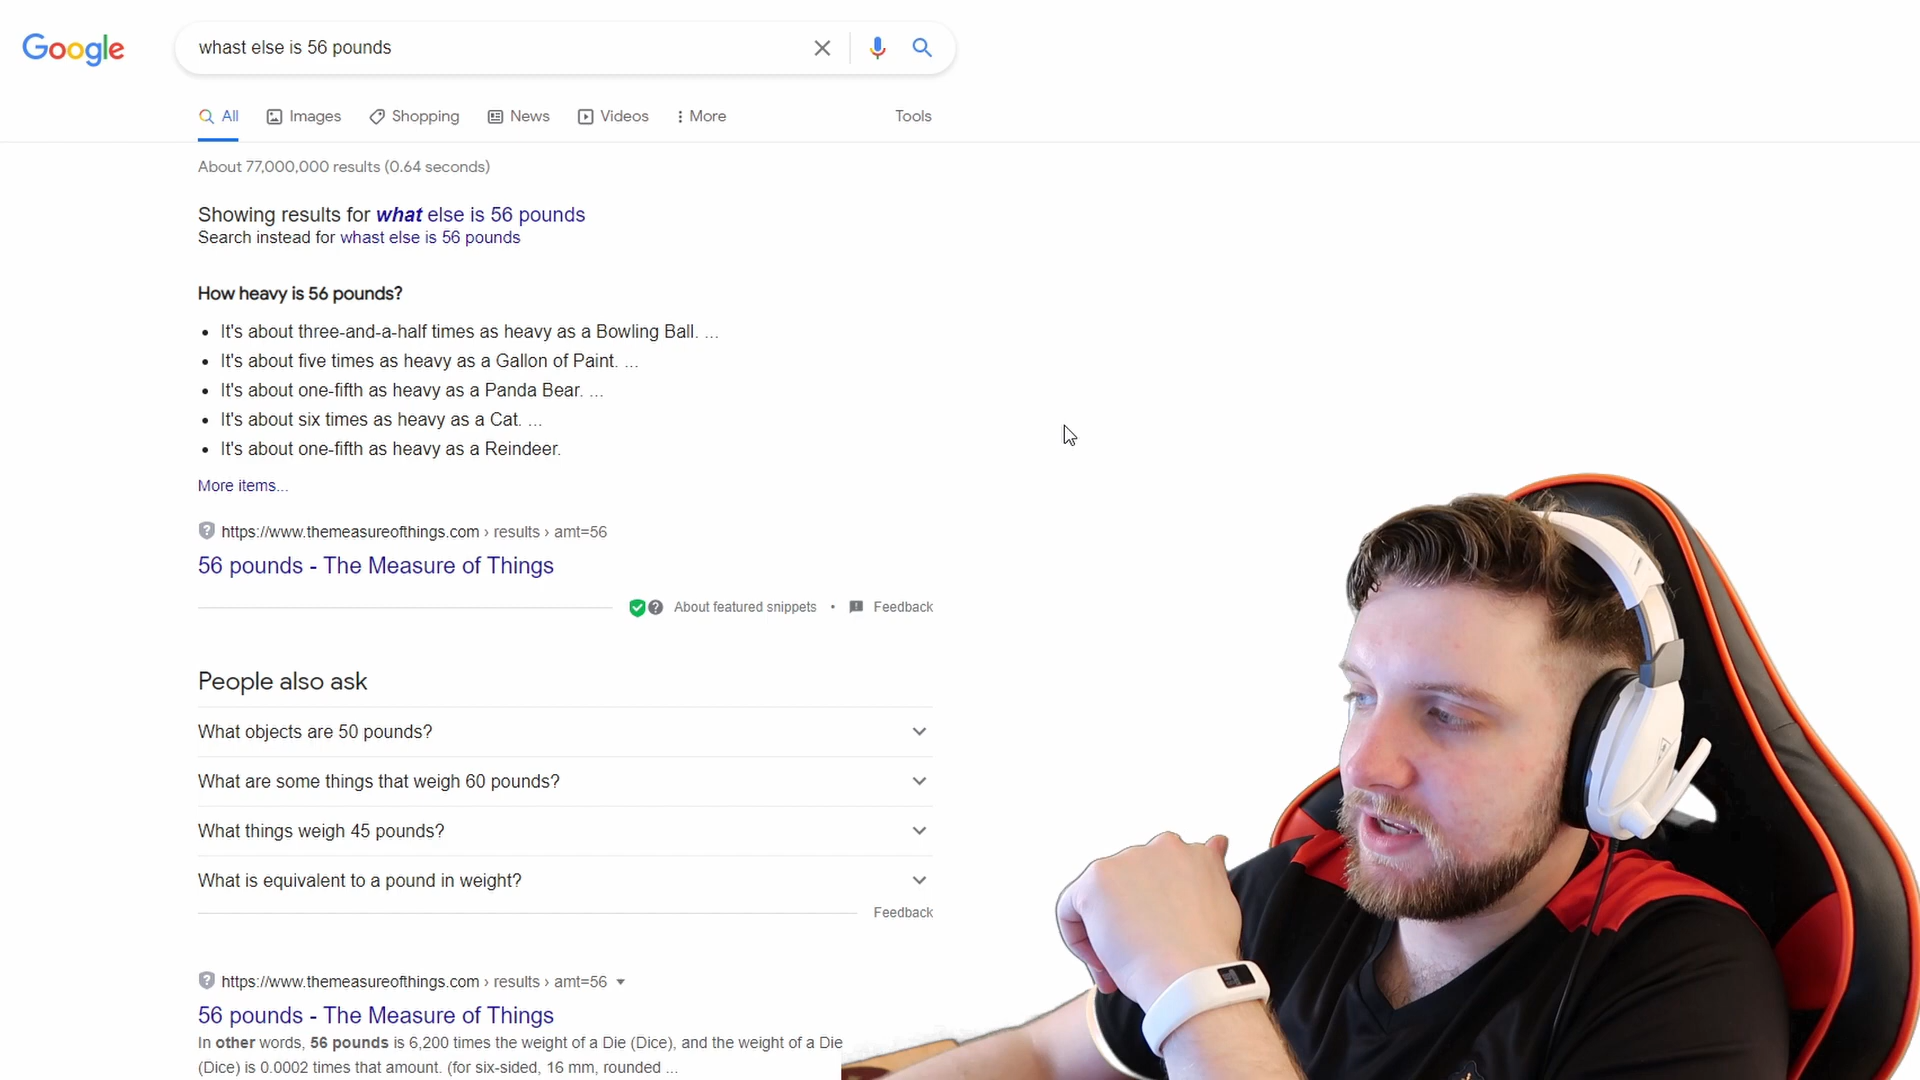 Google
whast else is 56 pounds
All Images Shopping News Videos More Tools
About 77,000,000 results (0.64 seconds)
Showing results for what else is 56 pounds
Search instead for whast else is 56 pounds
How heavy is 56 pounds?
It's about three-and-a-half times as heavy as a Bowling Ball. ...
It's about five times as heavy as a Gallon of Paint. ...
It's about one-fifth as heavy as a Panda Bear. ...
It's about six times as heavy as a Cat. ...
It's about one-fifth as heavy as a Reindeer.
More items...
https://www.themeasureofthings.com › results › amt=56
56 pounds - The Measure of Things
About featured snippets • Feedback
People also ask
What objects are 50 pounds?
What are some things that weigh 60 pounds?
What things weigh 45 pounds?
What is equivalent to a pound in weight?
Feedback
https://www.themeasureofthings.com › results › amt=56
56 pounds - The Measure of Things
In other words, 56 pounds is 6,200 times the weight of a Die (Dice), and the weight of a Die
(Dice) is 0.0002 times that amount. (for six-sided, 16 mm, rounded ...